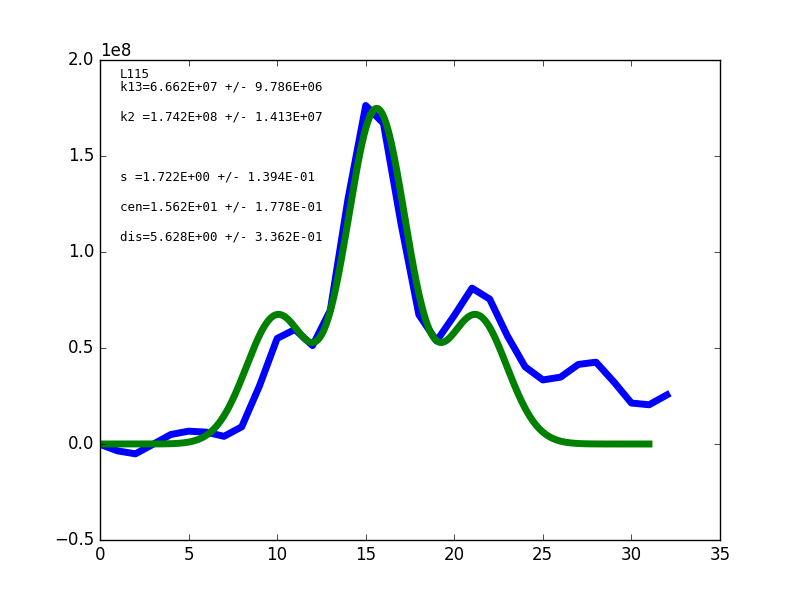 1e8
2.0
L115
k13=6.662E+07 +/- 9.786E+06
k2 =1.742E+08 +/- 1.413E+07
1.5
s =1.722E+00 +/- 1.394E-01
cen=1.562E+01 +/- 1.778E-01
dis=5.628E+00 +/- 3.362E-01
1.0
0.5
0.0
−0.5
0 5 10 15 20 25 30 35